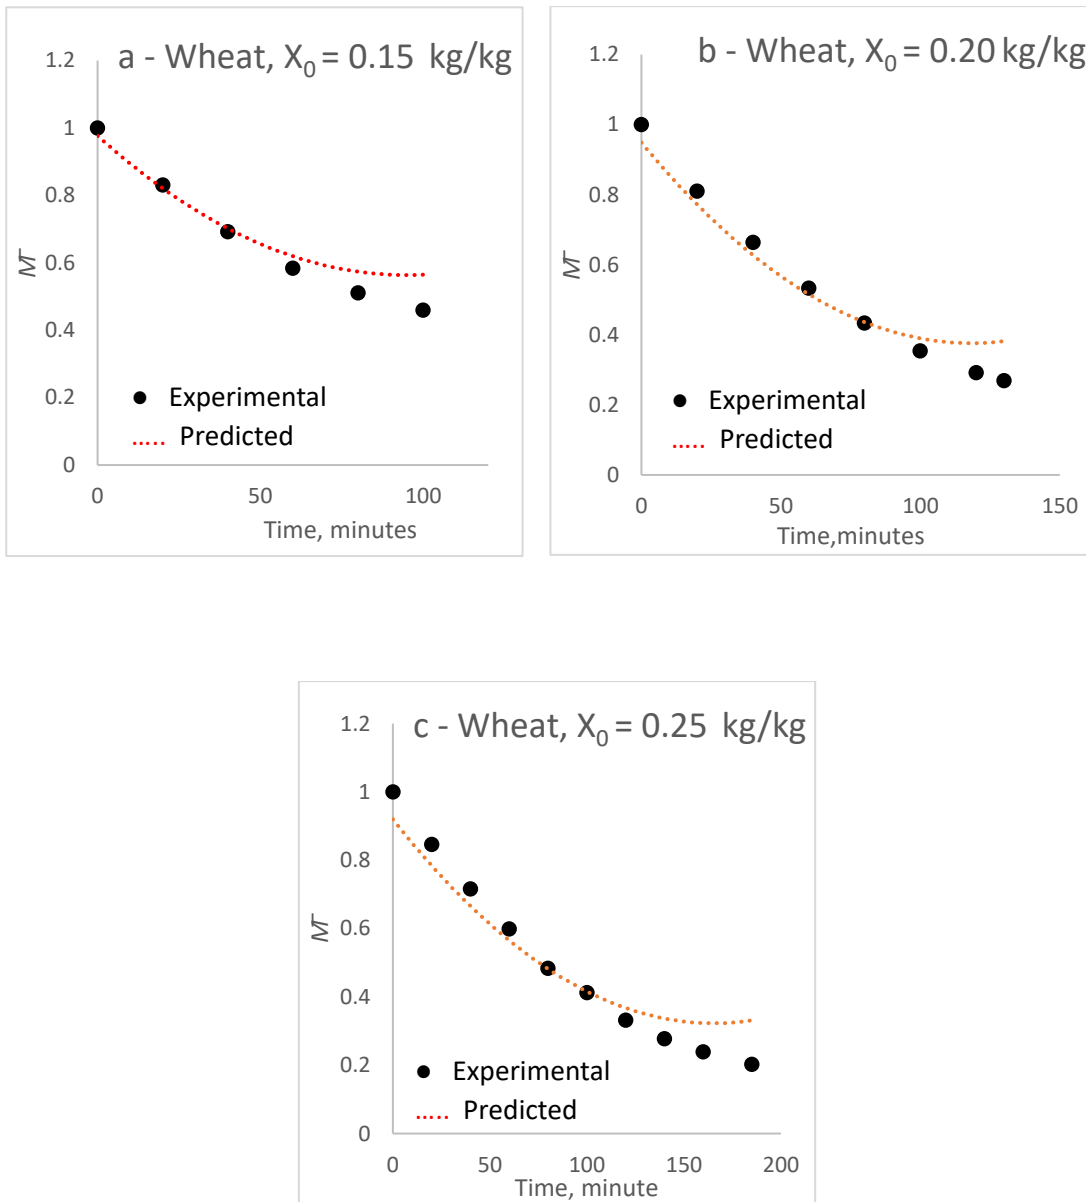 a - Wheat, X₀ = 0.15 kg/kg
1.2
1
0.8
0.6
0.4
0.2
0
Experimental
Predicted
0 50 100
Time, minutes
b - Wheat, X₀ = 0.20 kg/kg
1.2
1
0.8
0.6
0.4
0.2
0
Experimental
Predicted
0 50 100 150
Time,minutes
c - Wheat, X₀ = 0.25 kg/kg
1.2
1
0.8
0.6
0.4
0.2
0
Experimental
Predicted
0 50 100 150 200
Time, minute